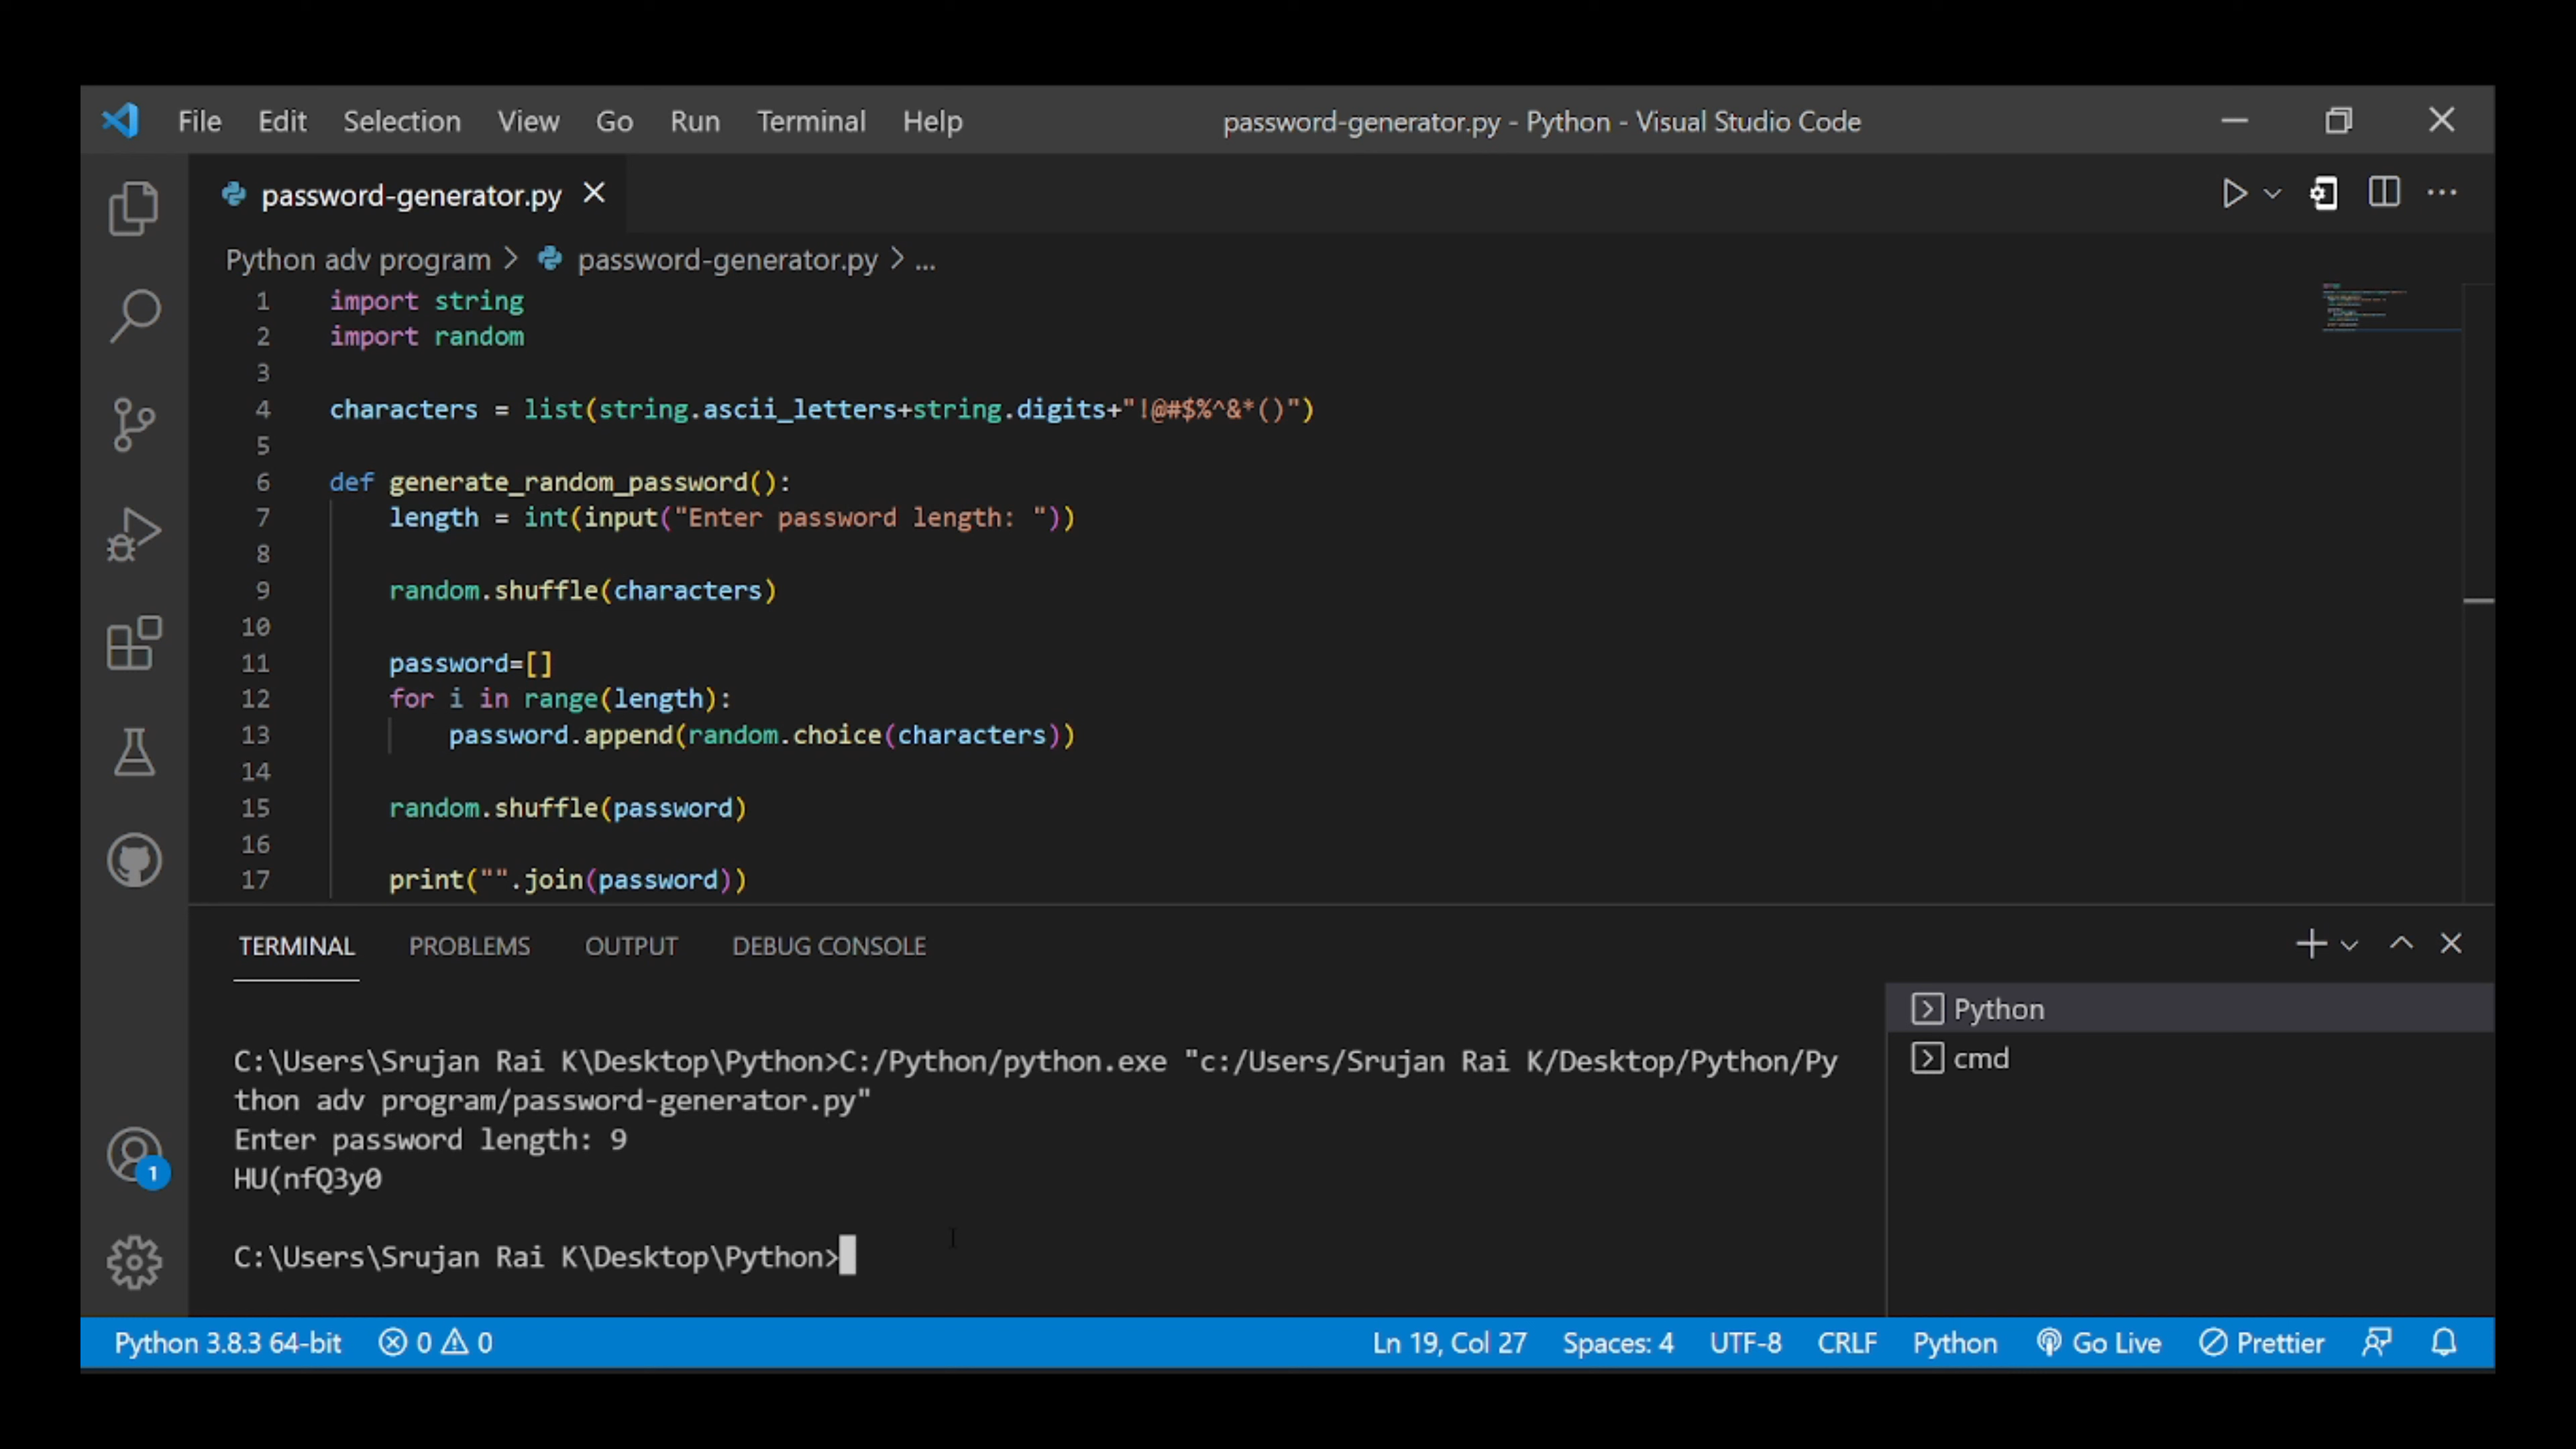 File Edit Selection View Go Run Terminal Help password-generator.py - Python - Visual Studio Code
password-generator.py
Python adv program > password-generator.py > ...
1 import string
2 import random
3
4 characters = list(string.ascii_letters+string.digits+"!@#$%^&*()")
5
6 def generate_random_password():
7     length = int(input("Enter password length: "))
8
9     random.shuffle(characters)
10
11     password=[]
12     for i in range(length):
13         password.append(random.choice(characters))
14
15     random.shuffle(password)
16
17     print("".join(password))
TERMINAL PROBLEMS OUTPUT DEBUG CONSOLE
Python
cmd
C:\Users\Srujan Rai K\Desktop\Python>C:/Python/python.exe "c:/Users/Srujan Rai K/Desktop/Python/Py
thon adv program/password-generator.py"
Enter password length: 9
HU(nfQ3y0
C:\Users\Srujan Rai K\Desktop\Python>
1
Python 3.8.3 64-bit 0 0 Ln 19, Col 27 Spaces: 4 UTF-8 CRLF Python Go Live Prettier